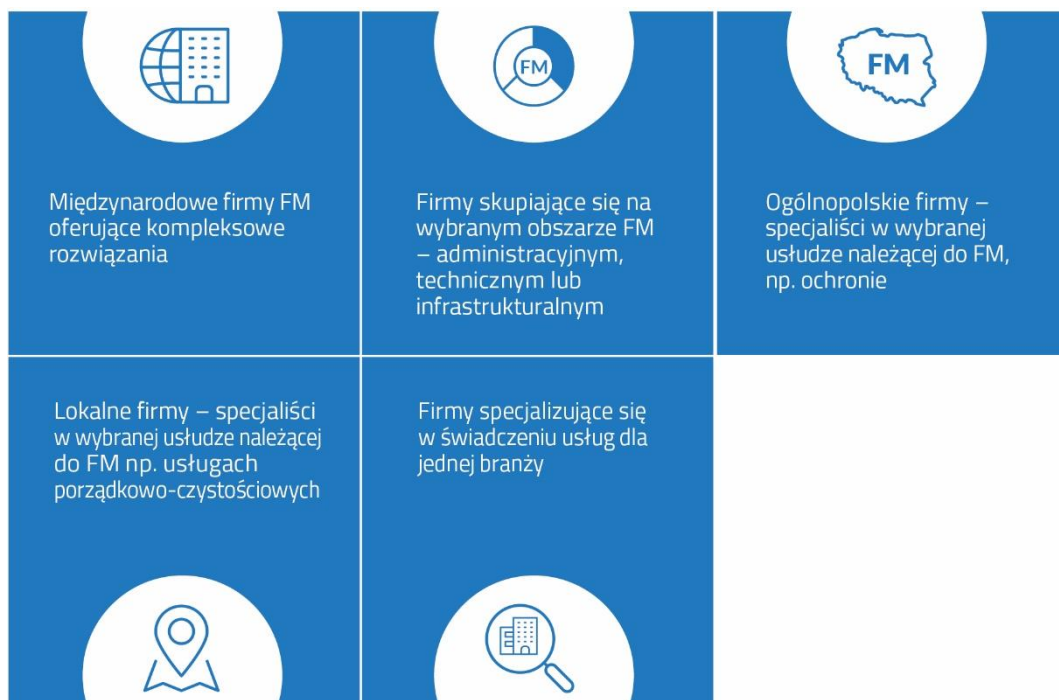 FM
FM
Międzynarodowe firmy FM
oferujące kompleksowe
rozwiązania
Firmy skupiające się na
wybranym obszarze FM
– administracyjnym,
technicznym lub
infrastrukturalnym
Ogólnopolskie firmy –
specjaliści w wybranej
usłudze należącej do FM,
np. ochronie
Lokalne firmy – specjaliści
w wybranej usłudze należącej
do FM np. usługach
porządkowo-czystościowych
Firmy specjalizujące się
w świadczeniu usług dla
jednej branży